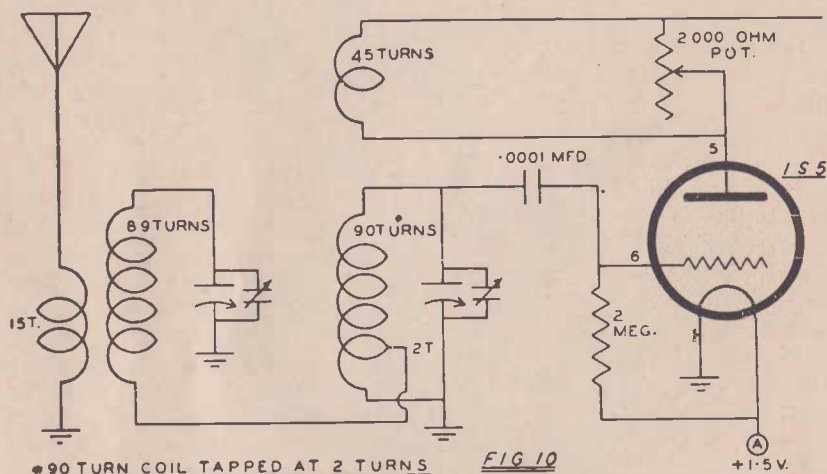 45 TURNS
2000 OHM
POT.
.0001 MFD
5
1S5
89 TURNS
90 TURNS
*
6
15T.
2T
2
MEG.
1
A
+1.5 V.
*90 TURN COIL TAPPED AT 2 TURNS
FIG 10